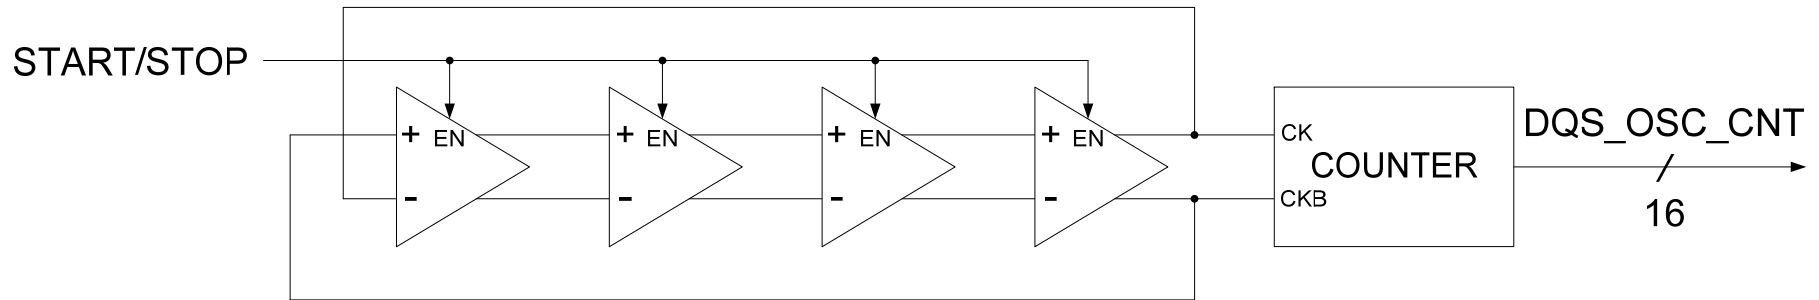 START/STOP
+ EN + EN + EN + EN
- - - -
CK
CKB
COUNTER
DQS_OSC_CNT
16